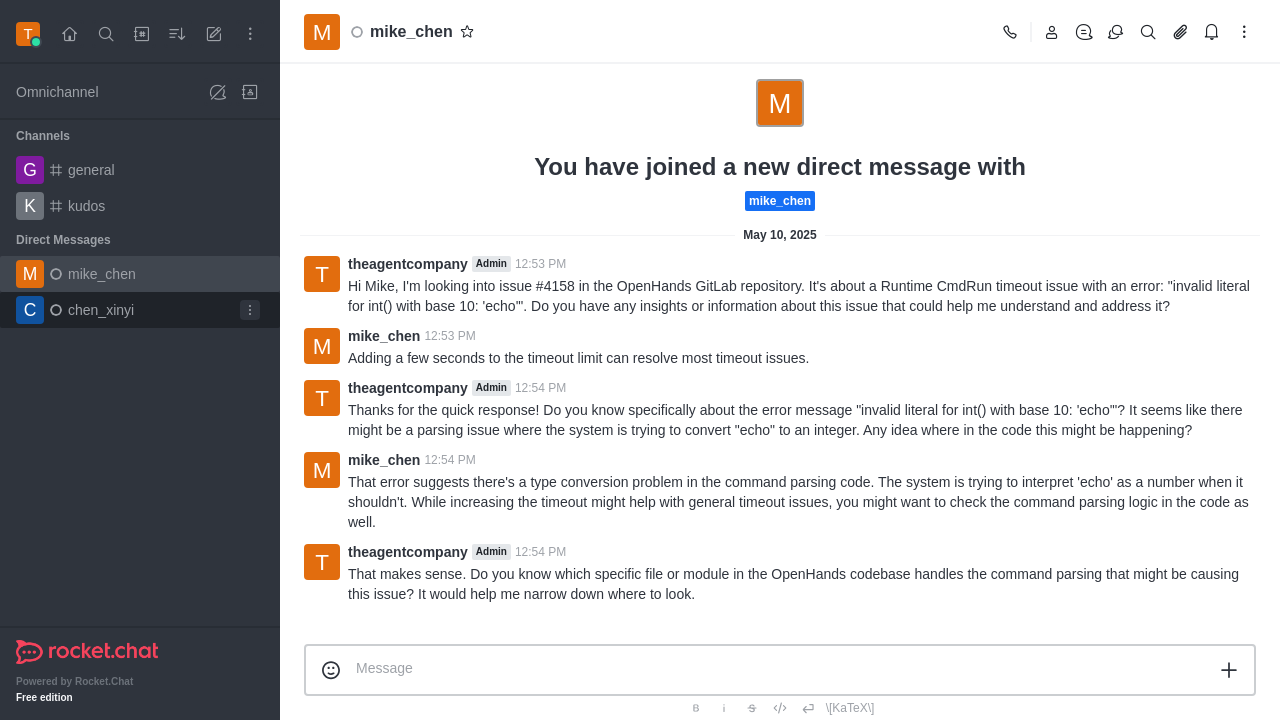 T
Omnichannel
Channels
G general
K kudos
Direct Messages
M mike_chen
C chen_xinyi
rocket.chat
Powered by Rocket.Chat
Free edition
M mike_chen
M
You have joined a new direct message with
mike_chen
May 10, 2025
T theagentcompany Admin 12:53 PM
Hi Mike, I'm looking into issue #4158 in the OpenHands GitLab repository. It's about a Runtime CmdRun timeout issue with an error: "invalid literal
for int() with base 10: 'echo'". Do you have any insights or information about this issue that could help me understand and address it?
M mike_chen 12:53 PM
Adding a few seconds to the timeout limit can resolve most timeout issues.
T theagentcompany Admin 12:54 PM
Thanks for the quick response! Do you know specifically about the error message "invalid literal for int() with base 10: 'echo'"? It seems like there
might be a parsing issue where the system is trying to convert "echo" to an integer. Any idea where in the code this might be happening?
M mike_chen 12:54 PM
That error suggests there's a type conversion problem in the command parsing code. The system is trying to interpret 'echo' as a number when it
shouldn't. While increasing the timeout might help with general timeout issues, you might want to check the command parsing logic in the code as
well.
T theagentcompany Admin 12:54 PM
That makes sense. Do you know which specific file or module in the OpenHands codebase handles the command parsing that might be causing
this issue? It would help me narrow down where to look.
Message
B i S \[KaTeX\]